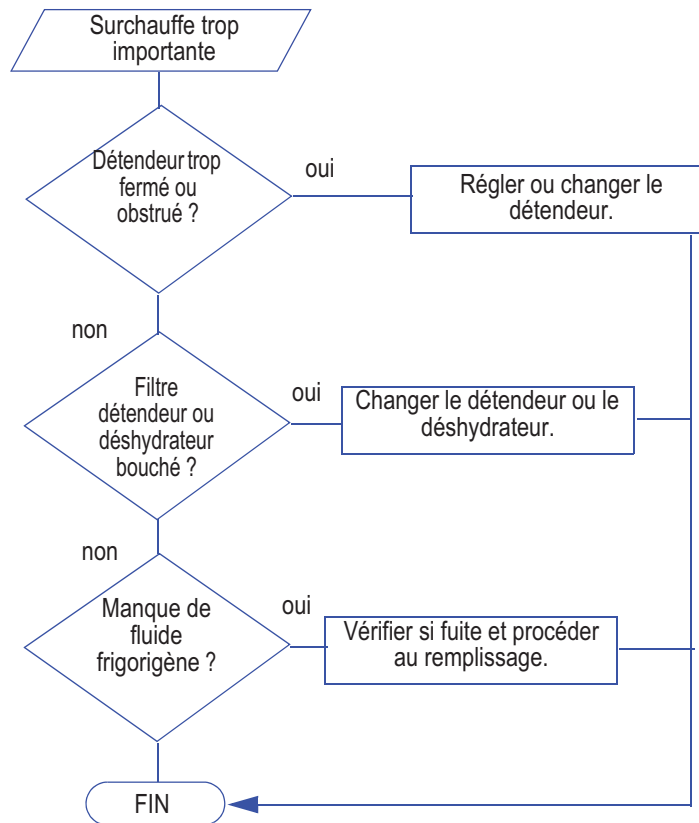 Surchauffe trop
importante
Détendeur trop
fermé ou
obstrué ?
oui
Régler ou changer le
détendeur.
non
Filtre
détendeur ou
déshydrateur
bouché ?
oui
Changer le détendeur ou le
déshydrateur.
non
Manque de
fluide
frigorigène ?
oui
Vérifier si fuite et procéder
au remplissage.
FIN